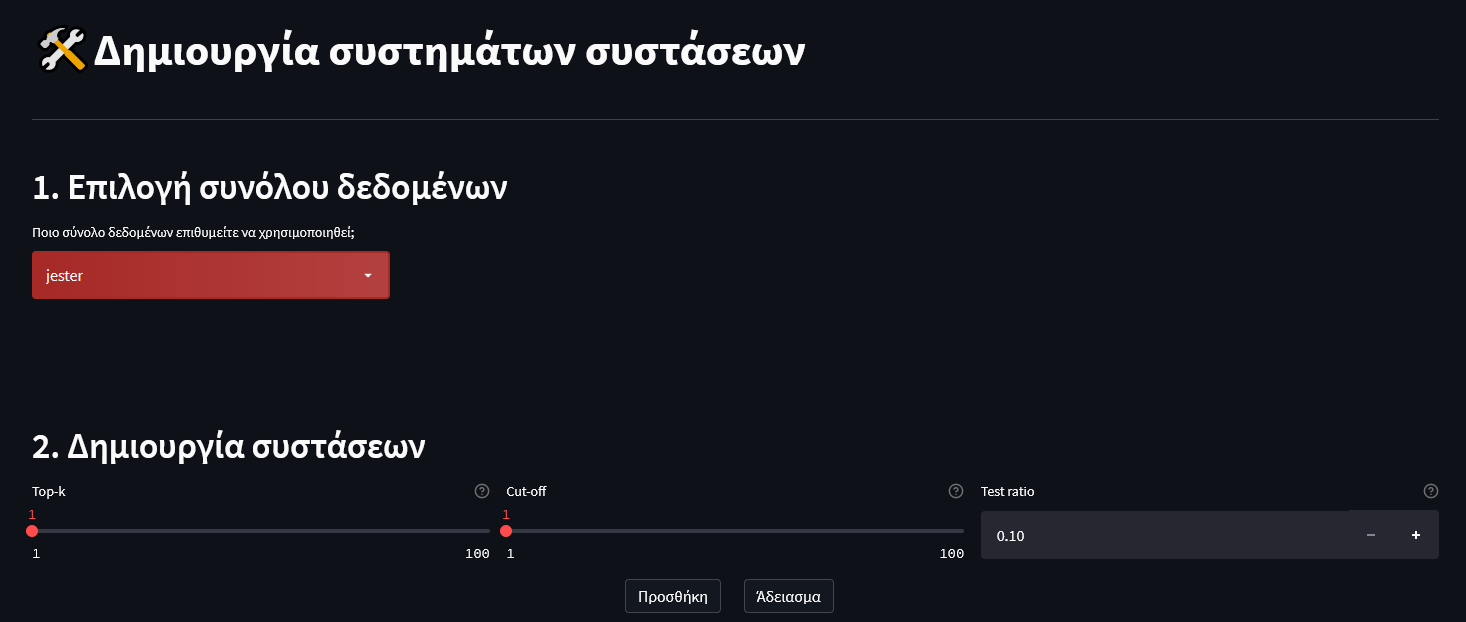 Δημιουργία συστημάτων συστάσεων
1. Επιλογή συνόλου δεδομένων
Ποιο σύνολο δεδομένων επιθυμείτε να χρησιμοποιηθεί;
jester
2. Δημιουργία συστάσεων
Top-k Cut-off Test ratio
1 1
0.10 − +
1 100 1 100
Προσθήκη Άδειασμα